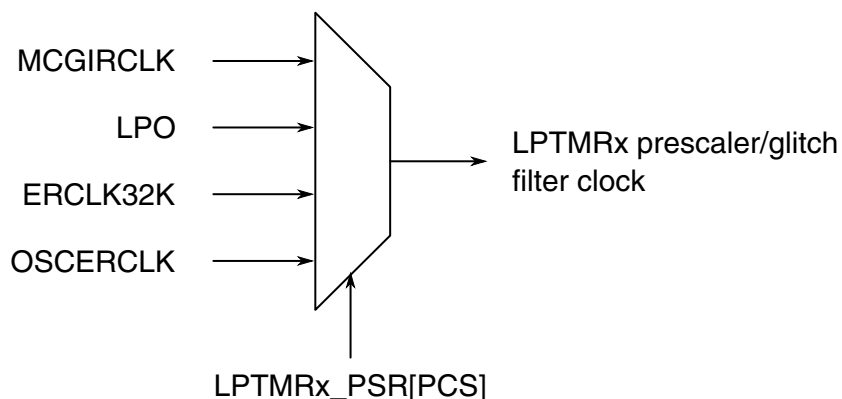 MCGIRCLK
LPO
ERCLK32K
OSCERCLK
LPTMRx prescaler/glitch
filter clock
LPTMRx_PSR[PCS]